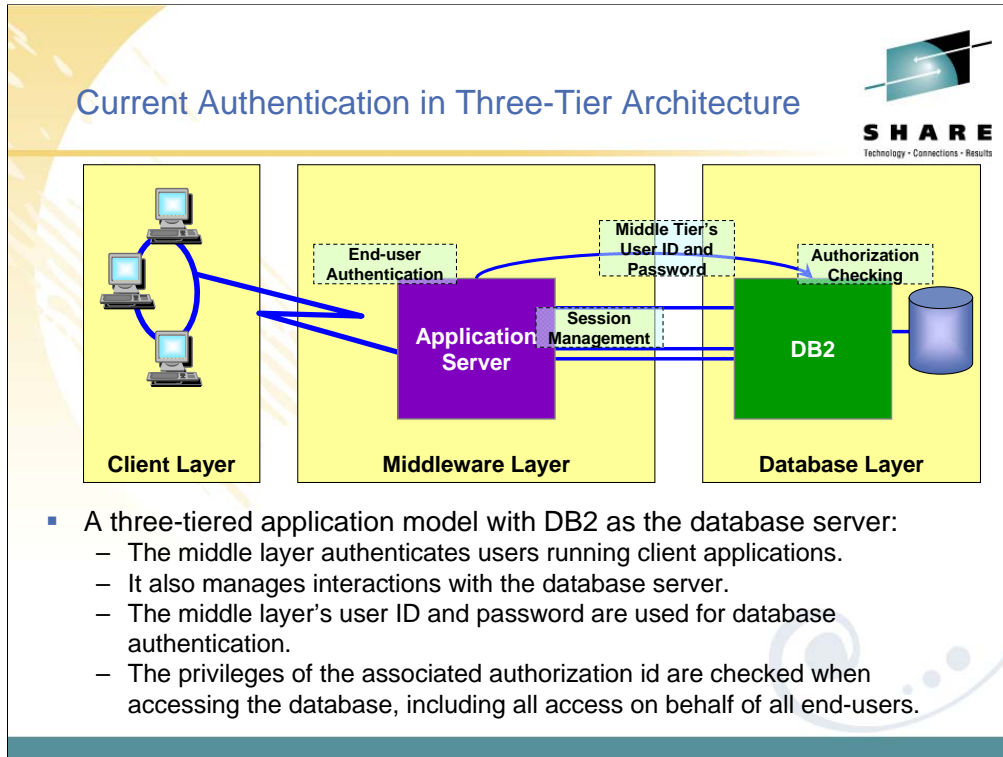 Current Authentication in Three-Tier Architecture
S H A R E
Technology · Connections · Results
End-user
Authentication
Middle Tier's
User ID and
Password
Authorization
Checking
Application
Server
Session
Management
DB2
Client Layer
Middleware Layer
Database Layer
▪ A three-tiered application model with DB2 as the database server:
– The middle layer authenticates users running client applications.
– It also manages interactions with the database server.
– The middle layer's user ID and password are used for database
authentication.
– The privileges of the associated authorization id are checked when
accessing the database, including all access on behalf of all end-users.